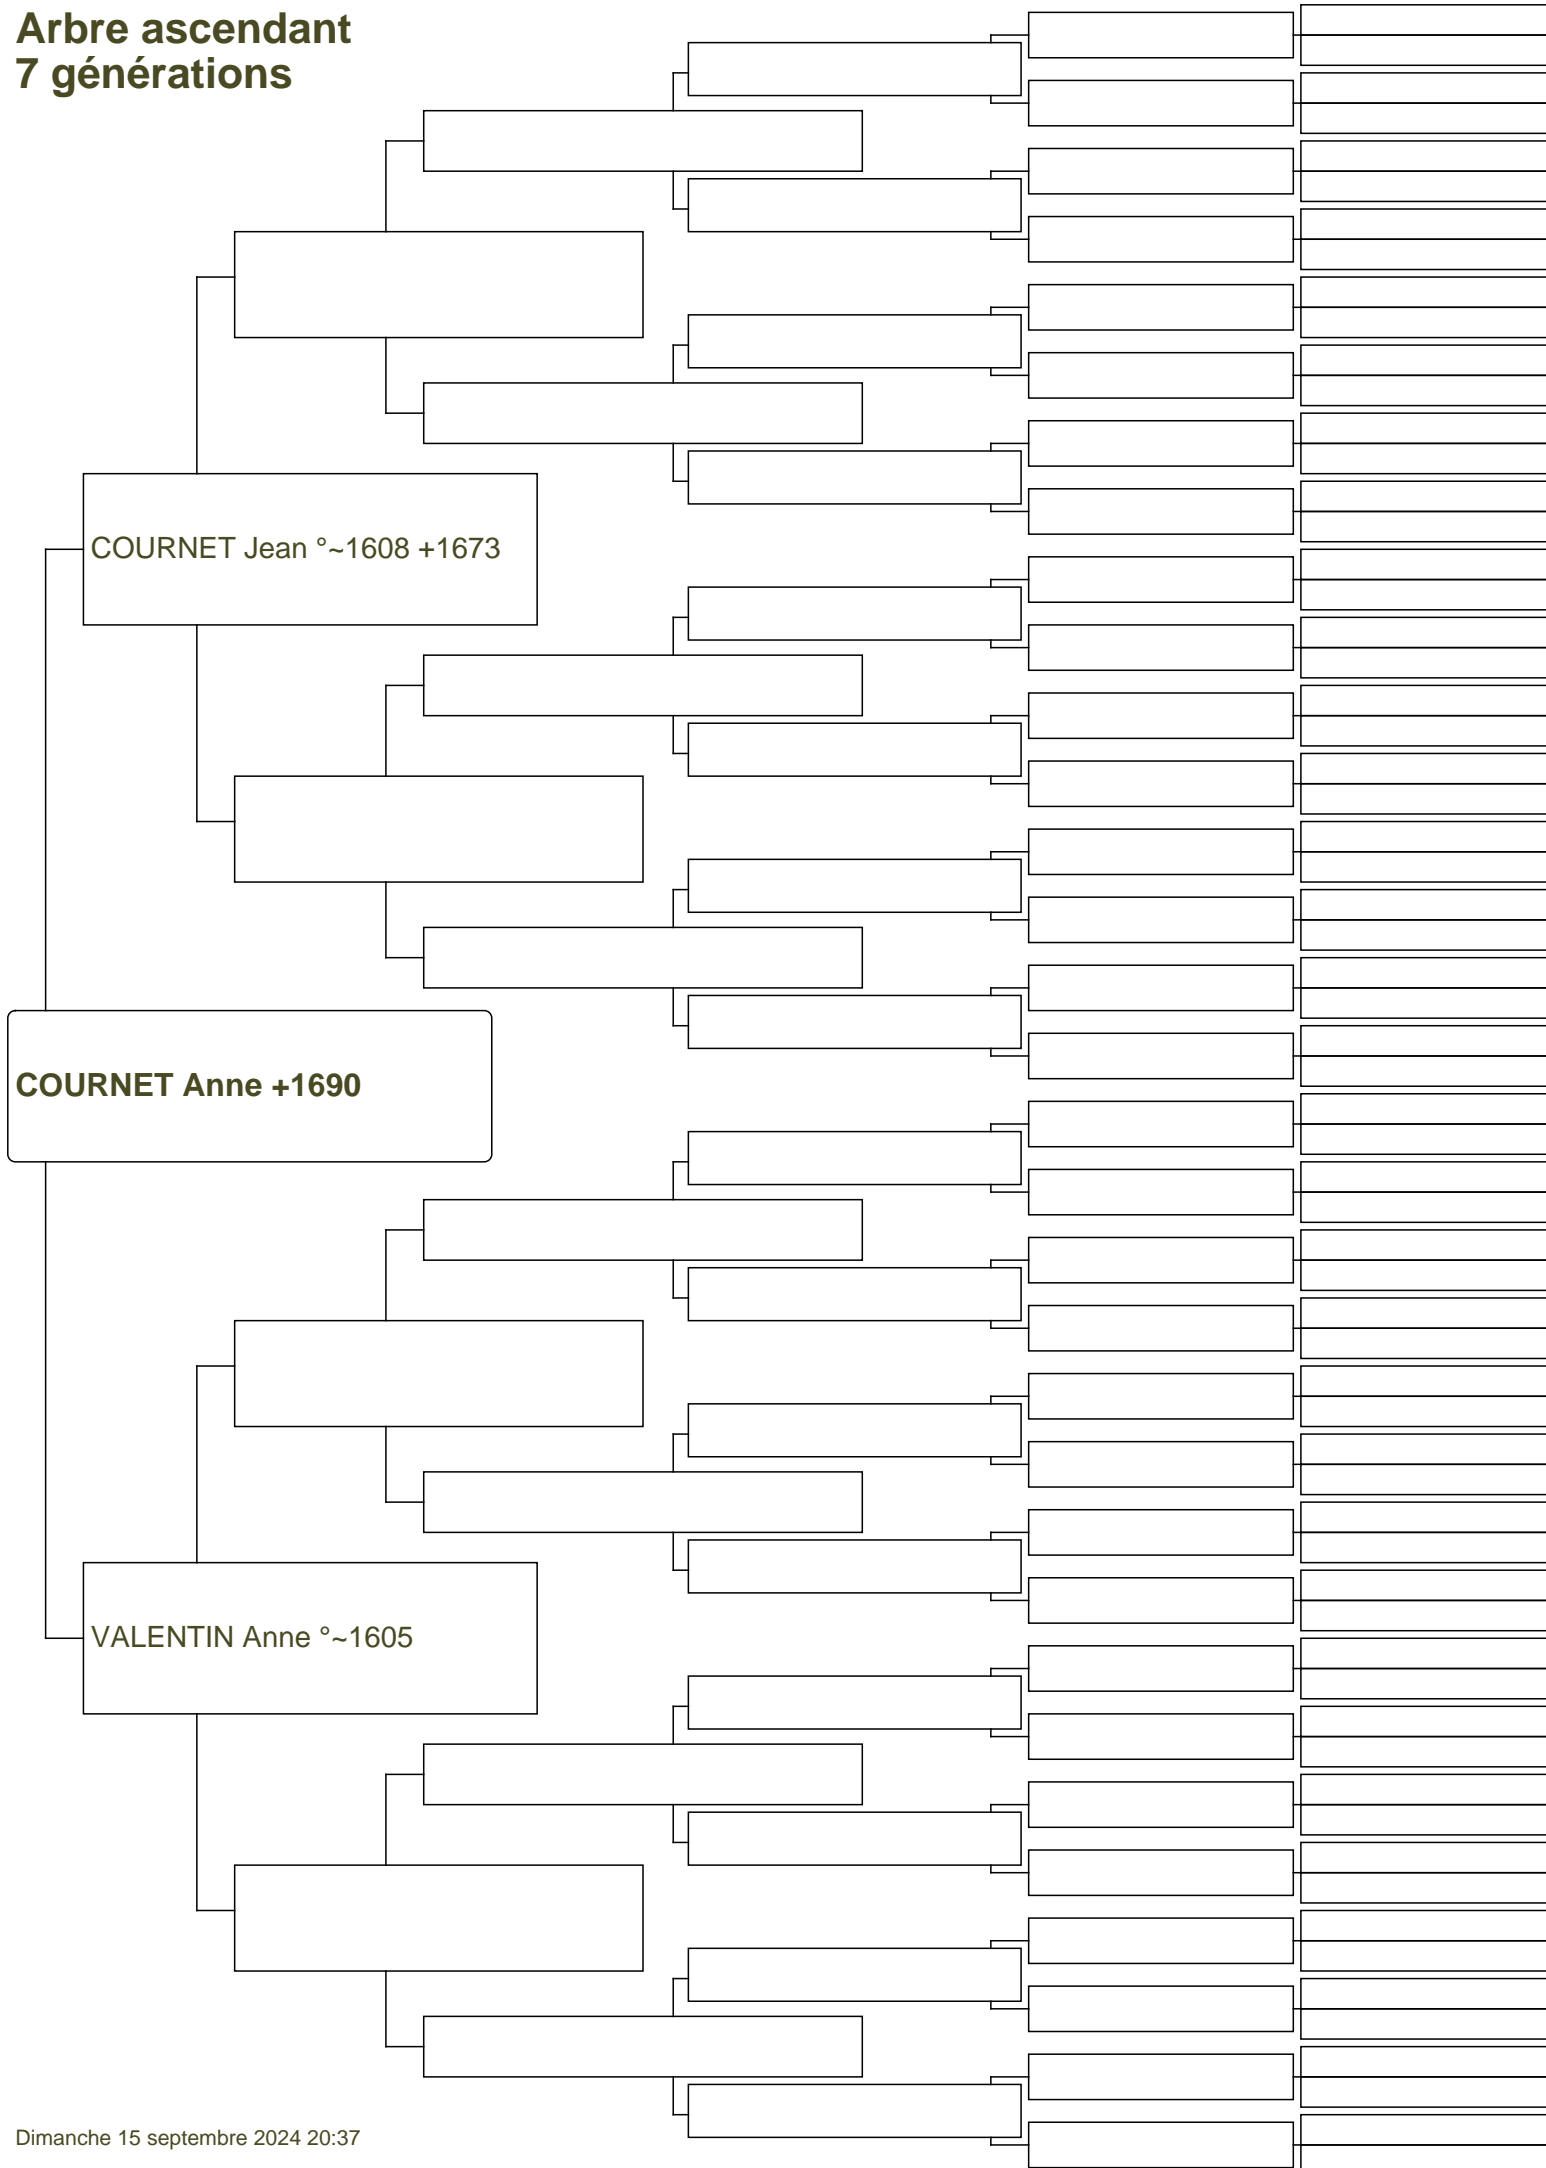 Arbre ascendant
7 générations
COURNET Jean °~1608 +1673
COURNET Anne +1690
VALENTIN Anne °~1605
Dimanche 15 septembre 2024 20:37